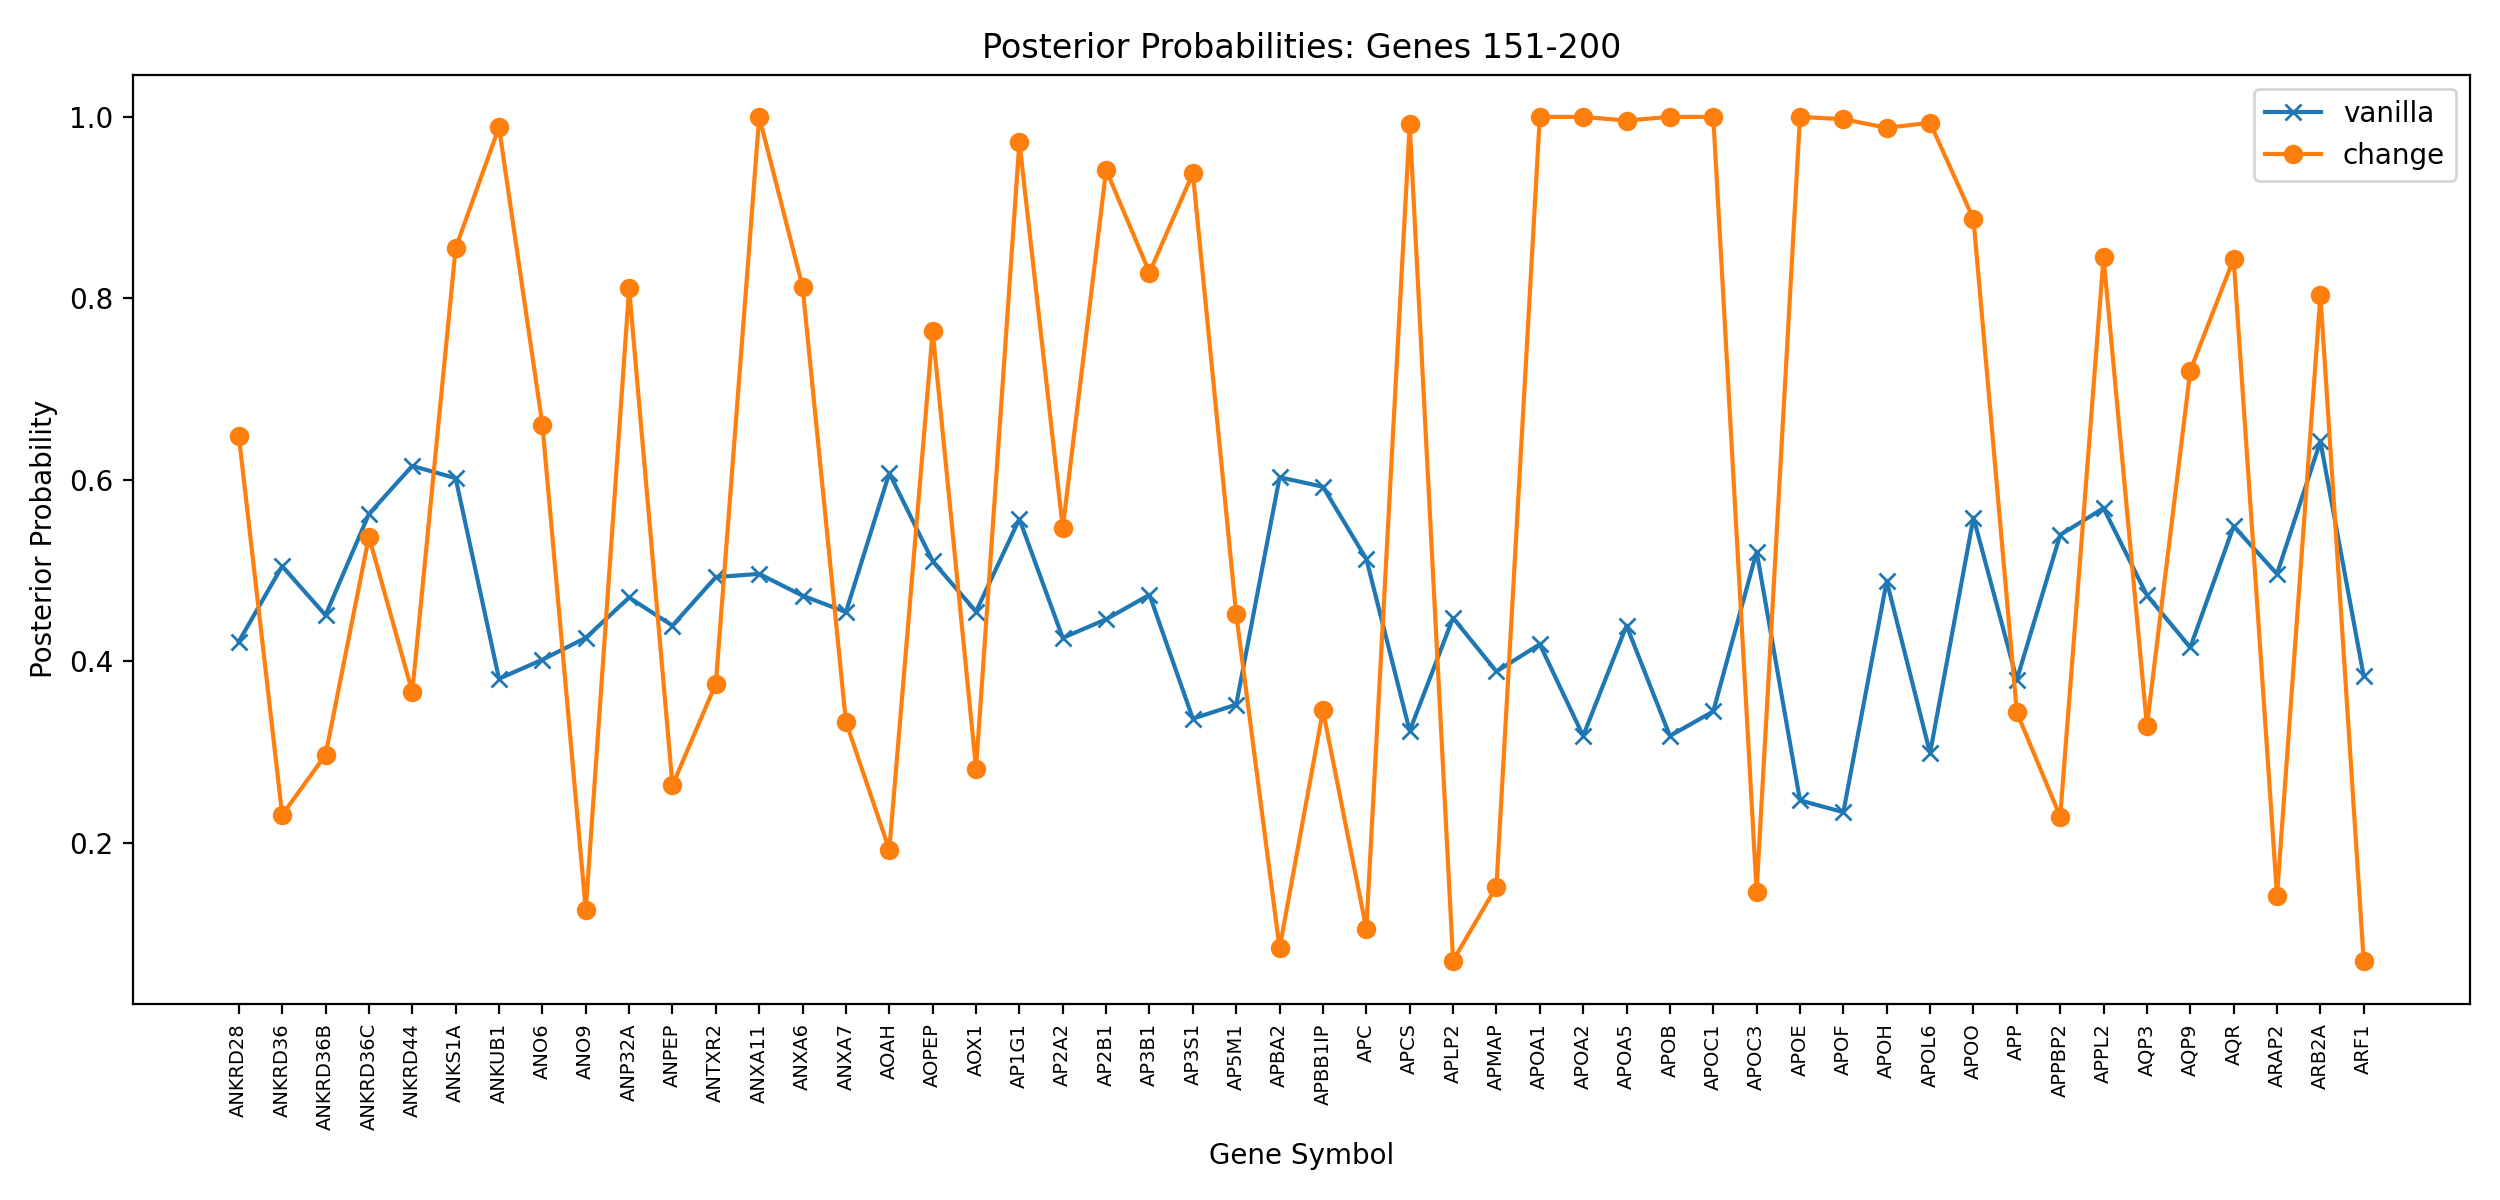 Posterior Probabilities: Genes 151-200
vanilla
change
Posterior Probability
1.0
0.8
0.6
0.4
0.2
ANKRD28
ANKRD36
ANKRD36B
ANKRD36C
ANKRD44
ANKS1A
ANKUB1
ANO6
ANO9
ANP32A
ANPEP
ANTXR2
ANXA11
ANXA6
ANXA7
AOAH
AOPEP
AOX1
AP1G1
AP2A2
AP2B1
AP3B1
AP3S1
AP5M1
APBA2
APBB1IP
APC
APCS
APLP2
APMAP
APOA1
APOA2
APOA5
APOB
APOC1
APOC3
APOE
APOF
APOH
APOL6
APOO
APP
APPBP2
APPL2
AQP3
AQP9
AQR
ARAP2
ARB2A
ARF1
Gene Symbol